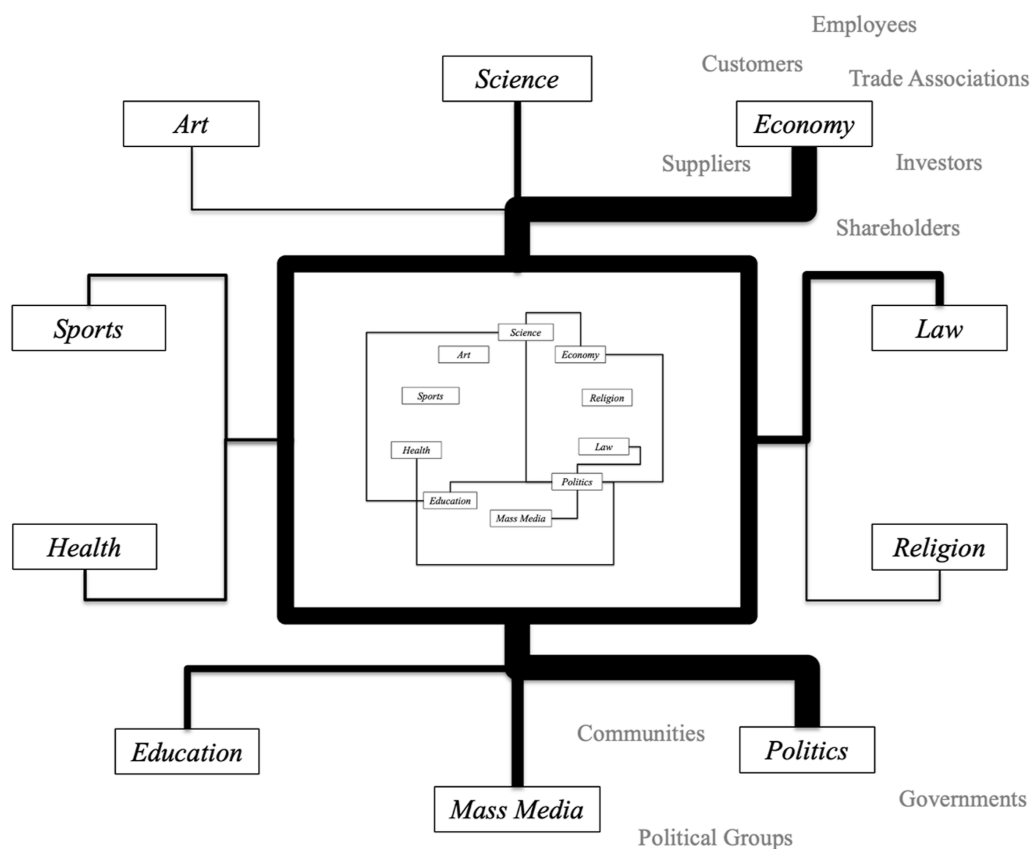 Employees
Customers
Trade Associations
Science
Art
Economy
Suppliers
Investors
Shareholders
Sports
Law
Science
Art
Economy
Sports
Religion
Health
Law
Education
Politics
Mass Media
Health
Religion
Education
Communities
Politics
Mass Media
Governments
Political Groups